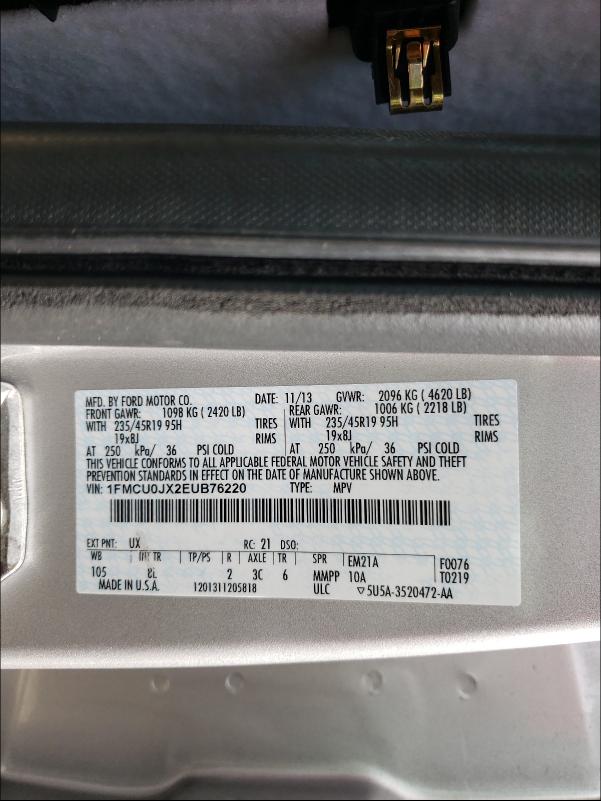 MFD. BY FORD MOTOR CO. DATE: 11/13 GVWR: 2096 KG ( 4620 LB)
FRONT GAWR: 1098 KG ( 2420 LB) REAR GAWR: 1006 KG ( 2218 LB)
WITH 235/45R19 95H TIRES WITH 235/45R19 95H TIRES
19x8J RIMS 19x8J RIMS
AT 250 kPa/ 36 PSI COLD AT 250 kPa/ 36 PSI COLD
THIS VEHICLE CONFORMS TO ALL APPLICABLE FEDERAL MOTOR VEHICLE SAFETY AND THEFT
PREVENTION STANDARDS IN EFFECT ON THE DATE OF MANUFACTURE SHOWN ABOVE.
VIN: 1FMCU0JX2EUB76220 TYPE: MPV
EXT PNT: UX RC: 21 DSO:
WB TR TP/PS R AXLE TR SPR EM21A F0076
105 L 2 3C 6 MMPP 10A T0219
MADE IN U.S.A. 1201311205818 ULC ▽5U5A-3520472-AA